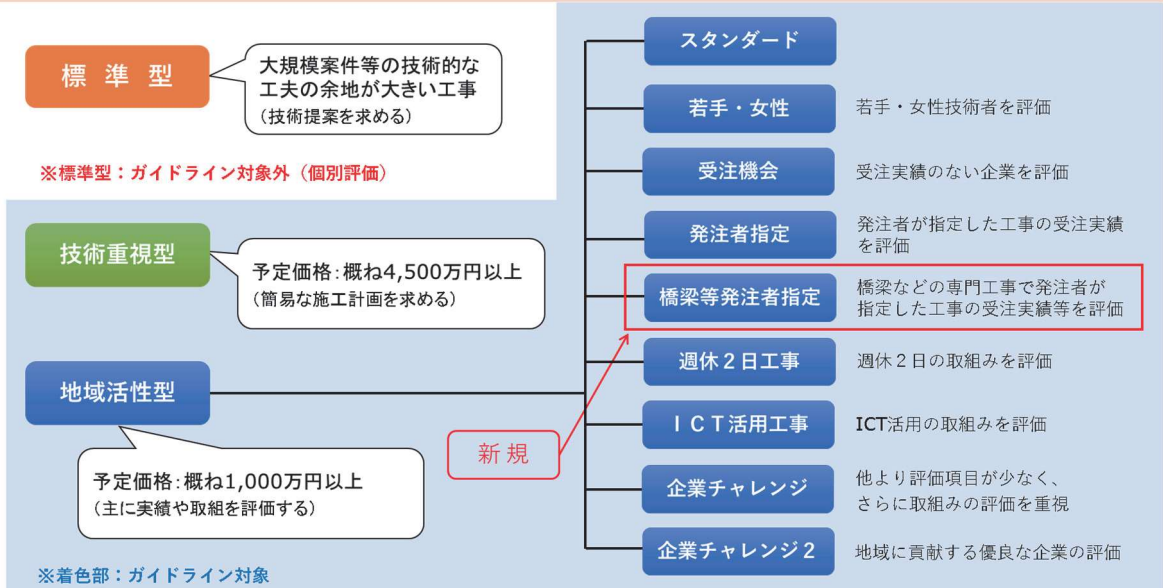 標 準 型
大規模案件等の技術的な
工夫の余地が大きい工事
(技術提案を求める)
※標準型：ガイドライン対象外（個別評価）
技術重視型
予定価格：概ね4,500万円以上
(簡易な施工計画を求める)
地域活性型
予定価格：概ね1,000万円以上
(主に実績や取組を評価する)
※着色部：ガイドライン対象
新規
スタンダード
若手・女性
若手・女性技術者を評価
受注機会
受注実績のない企業を評価
発注者指定
発注者が指定した工事の受注実績
を評価
橋梁等発注者指定
橋梁などの専門工事で発注者が
指定した工事の受注実績等を評価
週休２日工事
週休２日の取組みを評価
ＩＣＴ活用工事
ICT活用の取組みを評価
企業チャレンジ
他より評価項目が少なく、
さらに取組みの評価を重視
企業チャレンジ２
地域に貢献する優良な企業の評価